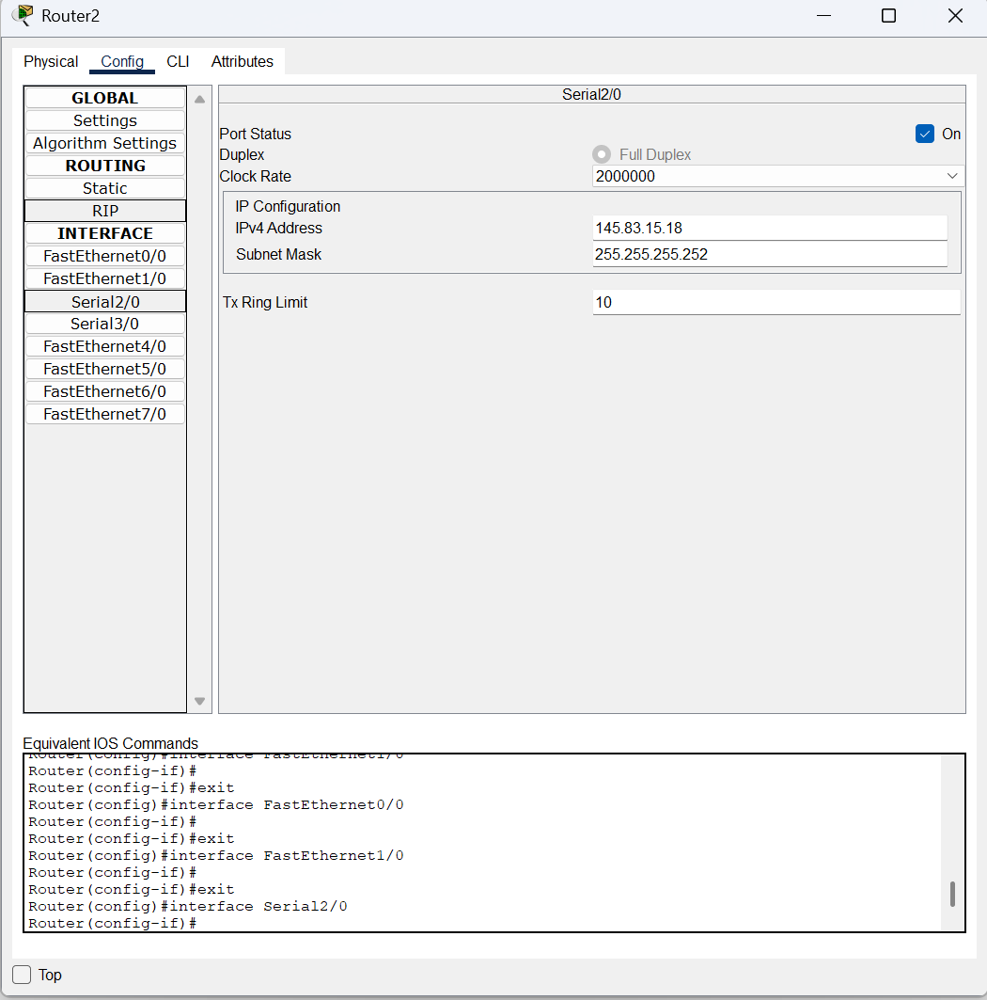 Router2
Physical Config CLI Attributes
GLOBAL
Settings
Algorithm Settings
ROUTING
Static
RIP
INTERFACE
FastEthernet0/0
FastEthernet1/0
Serial2/0
Serial3/0
FastEthernet4/0
FastEthernet5/0
FastEthernet6/0
FastEthernet7/0
Serial2/0
Port Status On
Duplex Full Duplex
Clock Rate 2000000
IP Configuration
IPv4 Address 145.83.15.18
Subnet Mask 255.255.255.252
Tx Ring Limit 10
Equivalent IOS Commands
Router(config)#interface FastEthernet1/0
Router(config-if)#
Router(config-if)#exit
Router(config)#interface FastEthernet0/0
Router(config-if)#
Router(config-if)#exit
Router(config)#interface FastEthernet1/0
Router(config-if)#
Router(config-if)#exit
Router(config)#interface Serial2/0
Router(config-if)#
Top